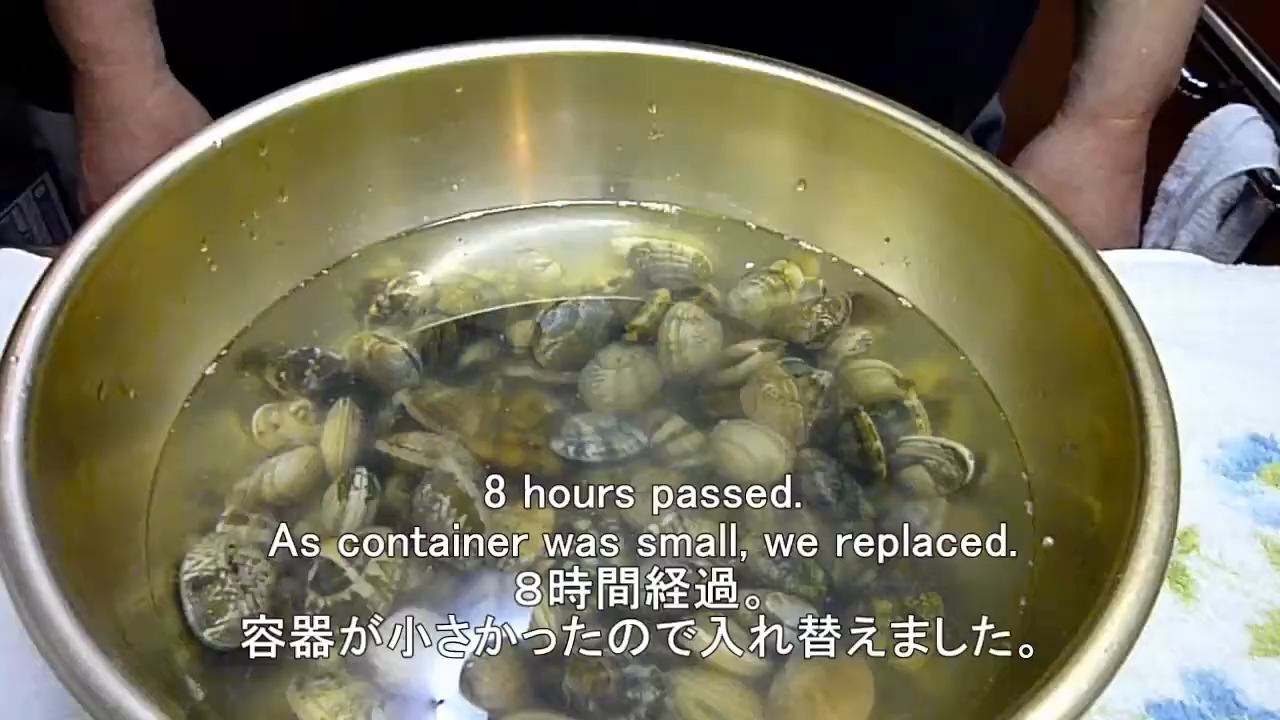 8 hours passed.
As container was small, we replaced.
８時間経過。
容器が小さかったので入れ替えました。